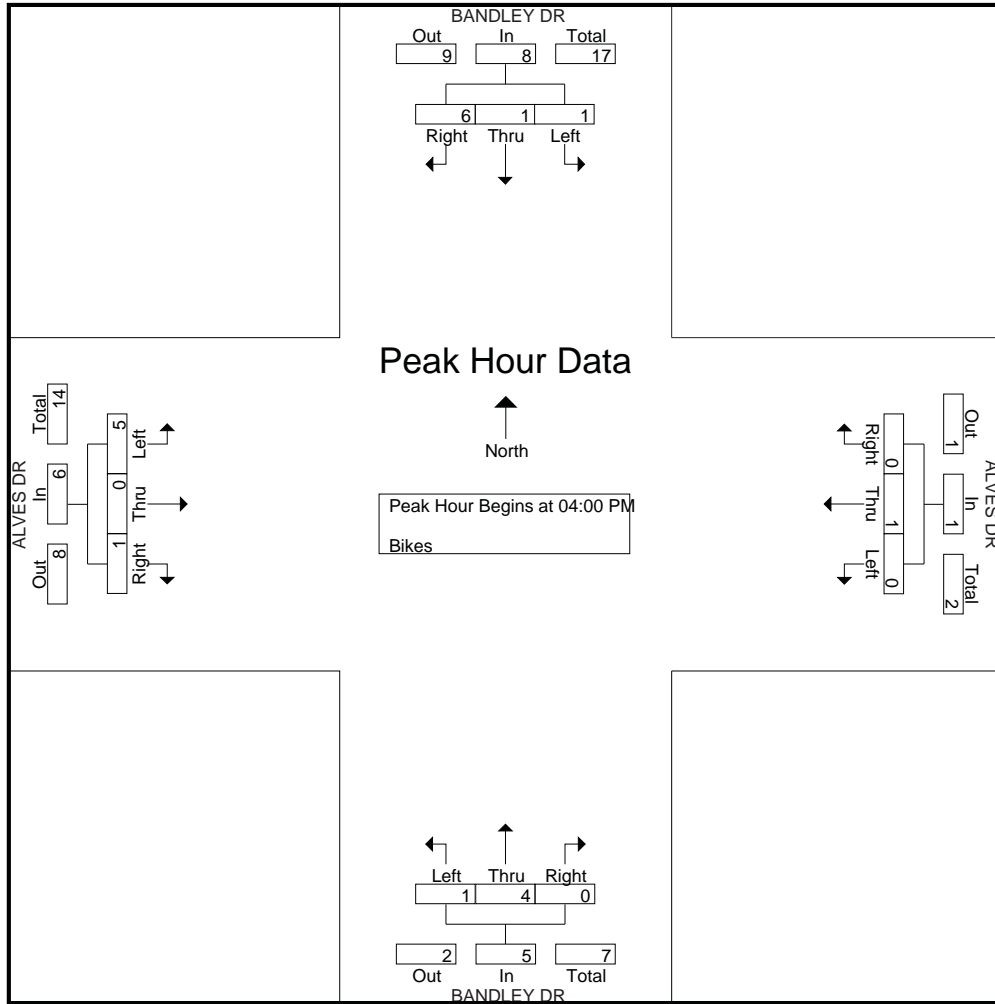 BANDLEY DR
Out In Total
9 8 17
6 1 1
Right Thru Left
Peak Hour Data
North
Peak Hour Begins at 04:00 PM
Bikes
ALVES DR
Total In Out
14 6 8
5 0 1
Left Thru Right
ALVES DR
Out In Total
1 1 2
0 1 0
Right Thru Left
Left Thru Right
1 4 0
2 5 7
Out In Total
BANDLEY DR